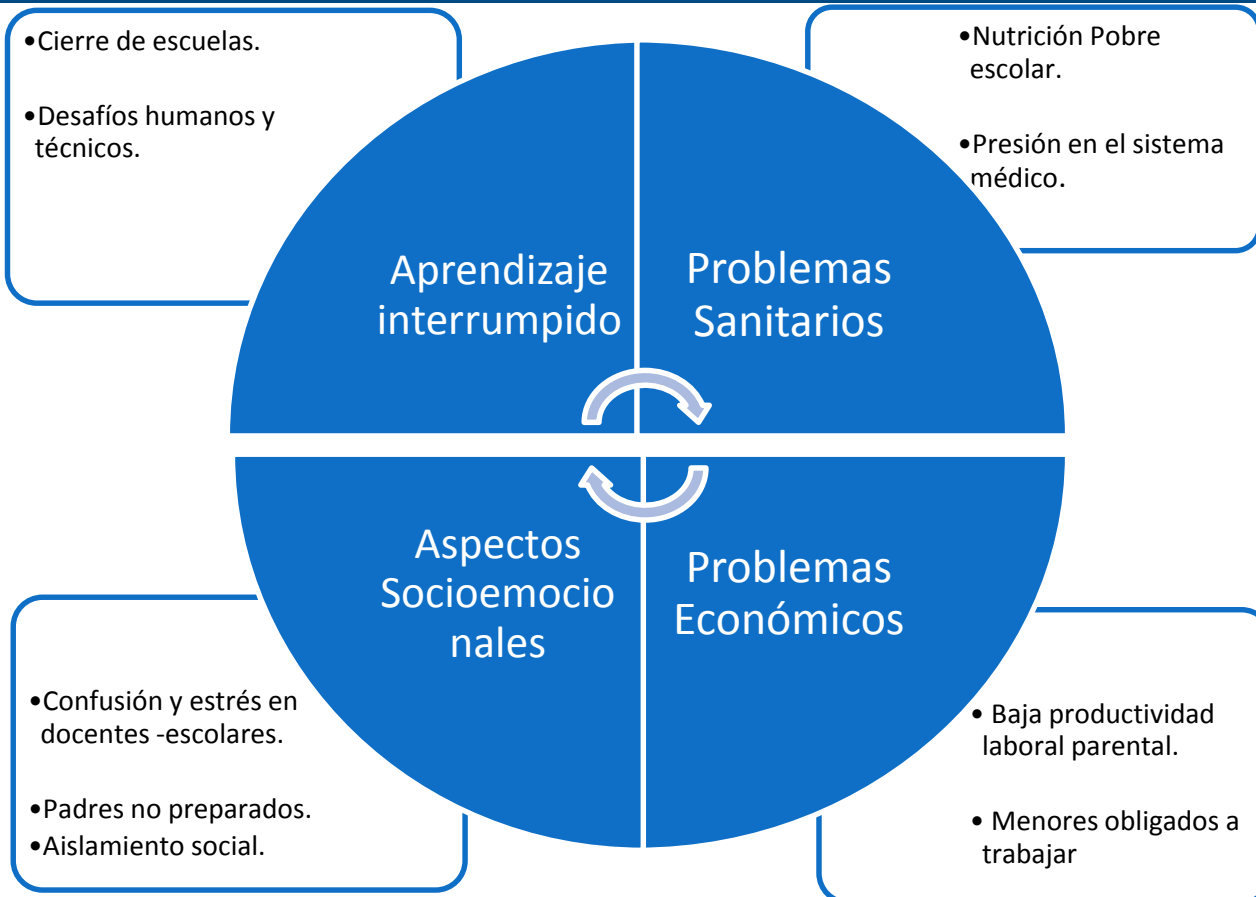 •Cierre de escuelas.
•Desafíos humanos y
técnicos.
•Nutrición Pobre
escolar.
•Presión en el sistema
médico.
Aprendizaje
interrumpido
Problemas
Sanitarios
Aspectos
Socioemocio
nales
Problemas
Económicos
•Confusión y estrés en
docentes -escolares.
•Padres no preparados.
•Aislamiento social.
• Baja productividad
laboral parental.
• Menores obligados a
trabajar